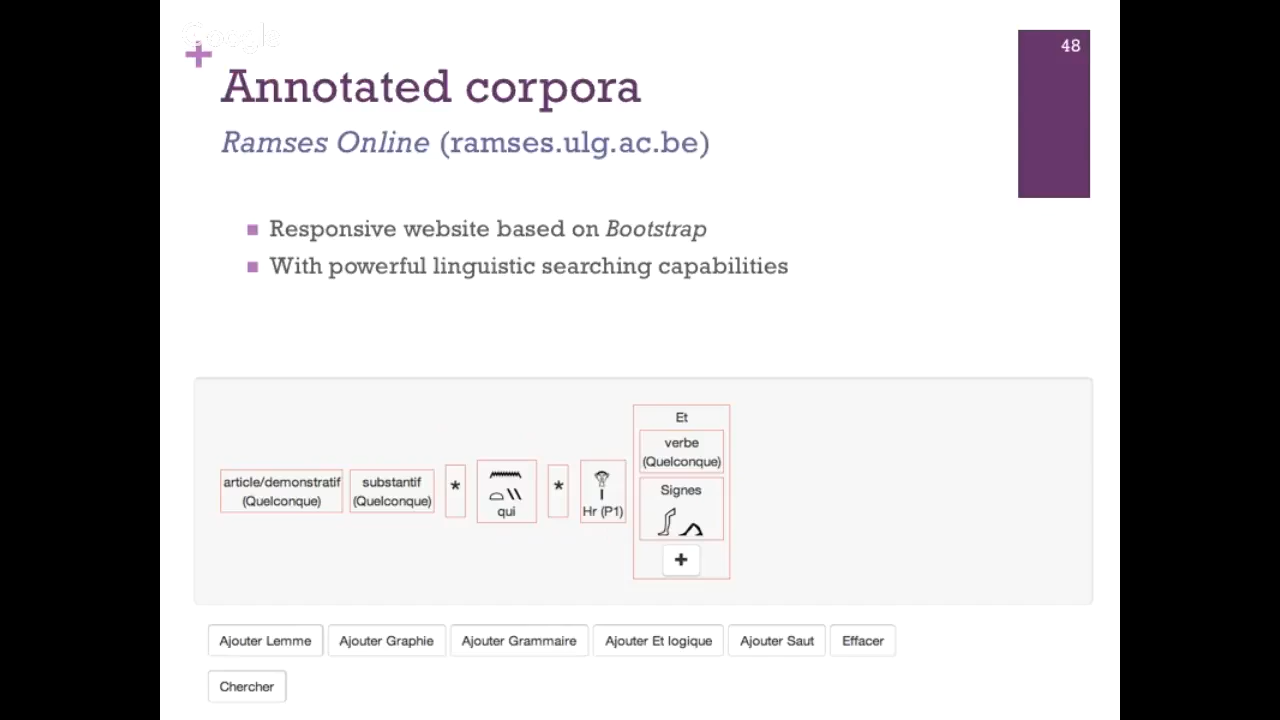 Google
48
Annotated corpora
Ramses Online (ramses.ulg.ac.be)
Responsive website based on Bootstrap
With powerful linguistic searching capabilities
article/demonstratif
(Quelconque)
substantif
(Quelconque)
*
qui
*
Hr (P1)
Et
verbe
(Quelconque)
Signes
+
Ajouter Lemme Ajouter Graphie Ajouter Grammaire Ajouter Et logique Ajouter Saut Effacer
Chercher